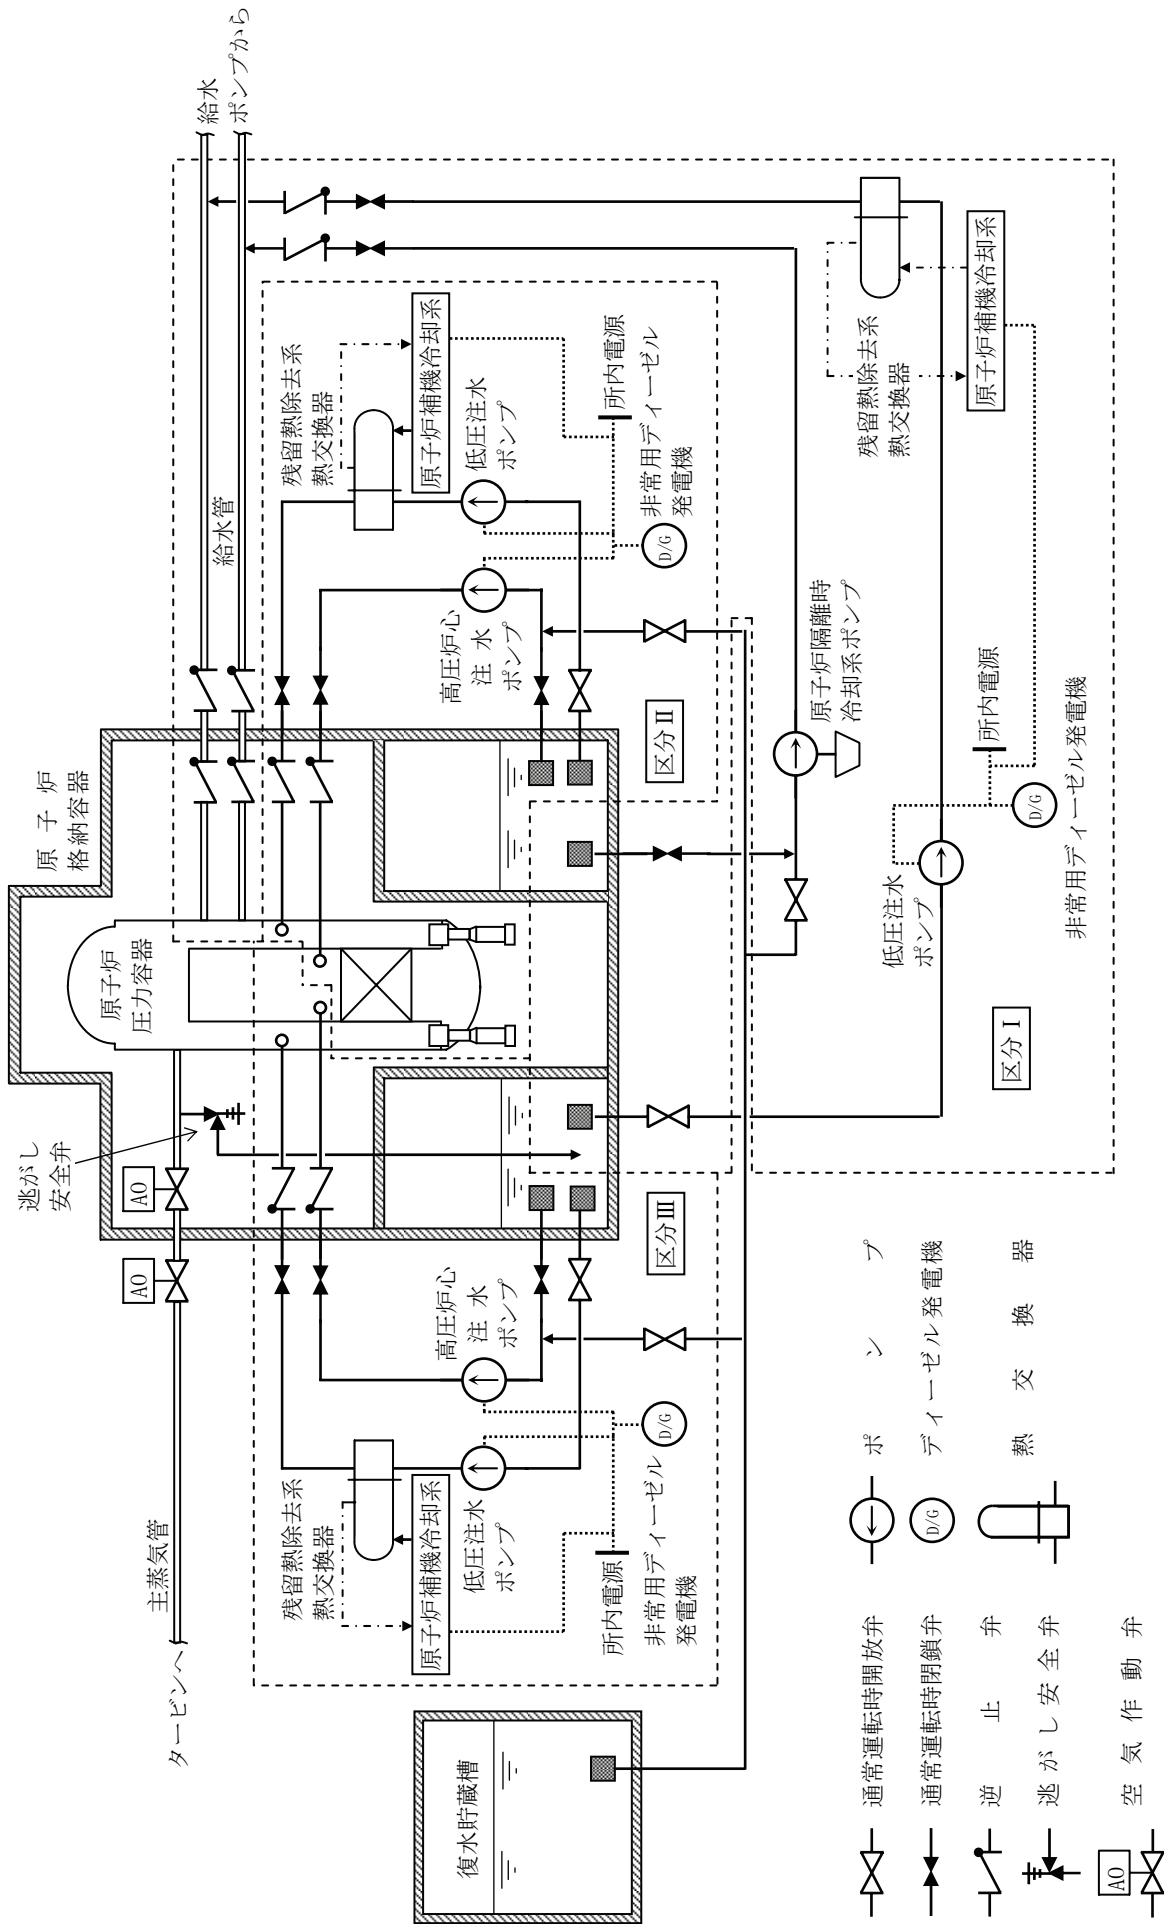 タービンへ
主蒸気管
AO
AO
逃がし
安全弁
原子炉
格納容器
原子炉
圧力容器
給水管
給水
ポンプから
復水貯蔵槽
残留熱除去系
熱交換器
原子炉補機冷却系
低圧注水
ポンプ
高圧炉心
注水
ポンプ
所内電源
非常用ディーゼル
発電機
D/G
区分Ⅲ
残留熱除去系
熱交換器
原子炉補機冷却系
低圧注水
ポンプ
高圧炉心
注水
ポンプ
所内電源
非常用ディーゼル
発電機
D/G
区分Ⅱ
原子炉隔離時
冷却系ポンプ
残留熱除去系
熱交換器
原子炉補機冷却系
低圧注水
ポンプ
所内電源
D/G
非常用ディーゼル発電機
区分Ⅰ
通常運転時開放弁
通常運転時閉鎖弁
逆止弁
逃がし安全弁
AO
空気作動弁
ポンプ
D/G
ディーゼル発電機
熱交換器